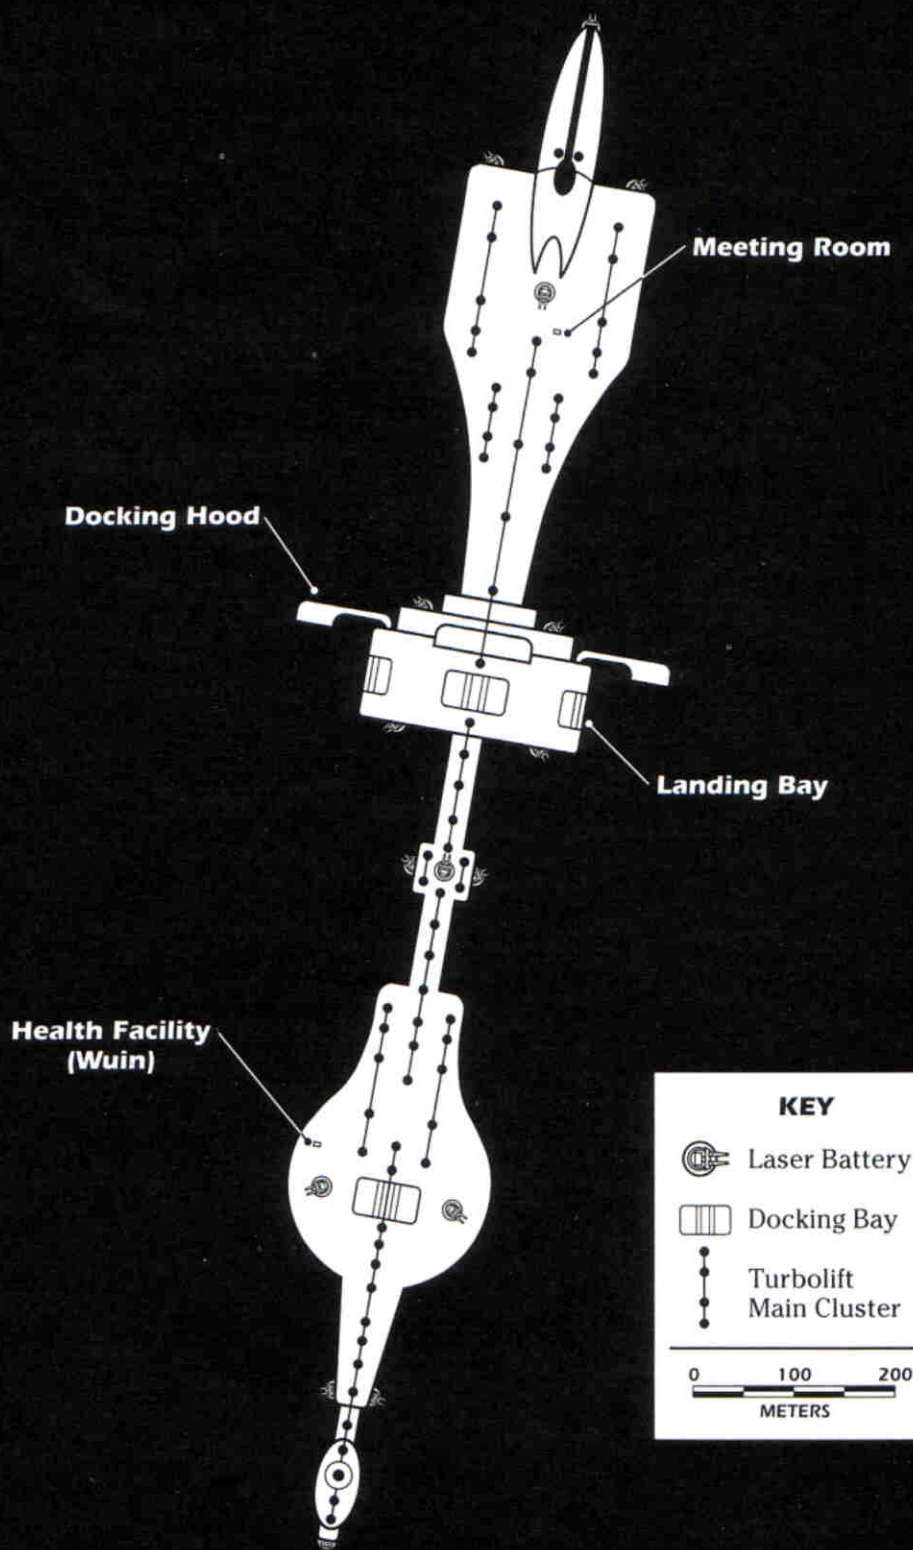 Meeting Room
Docking Hood
Landing Bay
Health Facility
(Wuin)
KEY
Laser Battery
Docking Bay
Turbolift
Main Cluster
0 100 200
METERS